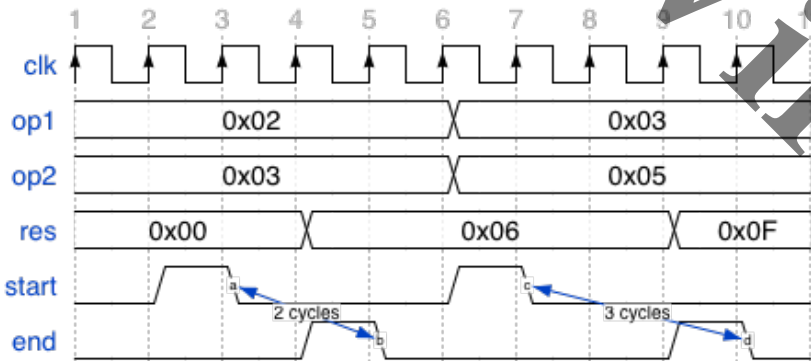 1 2 3 4 5 6 7 8 9 10
clk
op1 0x02 0x03
op2 0x03 0x05
res 0x00 0x06 0x0F
start a c
2 cycles 3 cycles
end b d